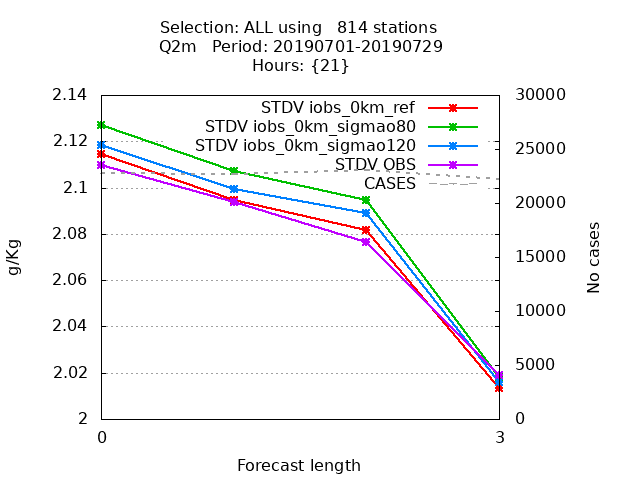 Selection: ALL using   814 stations
Q2m   Period: 20190701-20190729
Hours: {21}
2.14
2.12
2.1
2.08
2.06
2.04
2.02
2
30000
25000
20000
15000
10000
5000
0
STDV iobs_0km_ref
STDV iobs_0km_sigmao80
STDV iobs_0km_sigmao120
STDV OBS
CASES
g/Kg
No cases
0
3
Forecast length